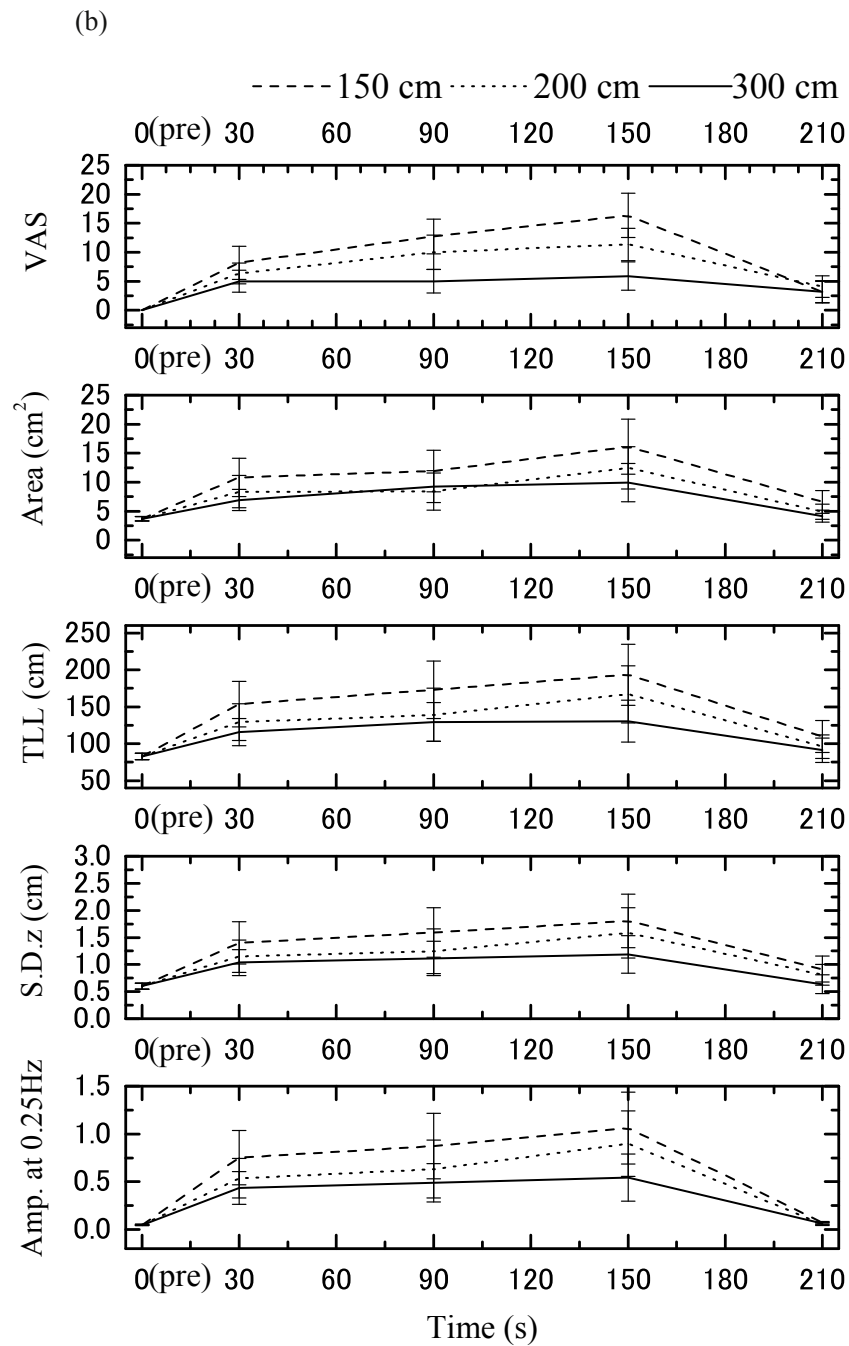 (b)
150 cm 200 cm 300 cm
0(pre) 30 60 90 120 150 180 210
25
20
15
10
5
0
VAS
0(pre) 30 60 90 120 150 180 210
25
20
15
10
5
0
Area (cm²)
0(pre) 30 60 90 120 150 180 210
250
200
150
100
50
TLL (cm)
0(pre) 30 60 90 120 150 180 210
3.0
2.5
2.0
1.5
1.0
0.5
0.0
S.D.z (cm)
0(pre) 30 60 90 120 150 180 210
1.5
1.0
0.5
0.0
Amp. at 0.25Hz
0(pre) 30 60 90 120 150 180 210
Time (s)